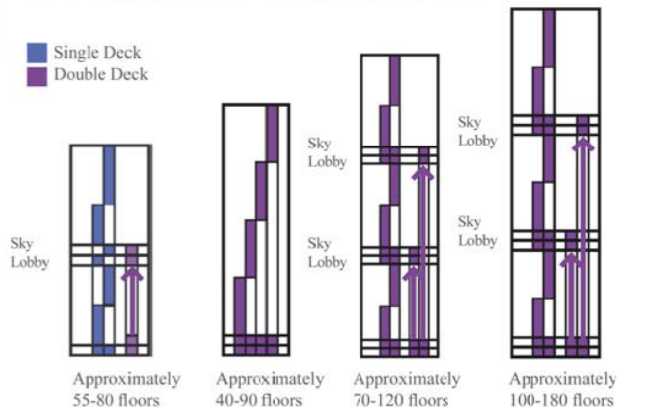 Single Deck
Double Deck
Sky
Lobby
Sky
Lobby
Sky
Lobby
Sky
Lobby
Sky
Lobby
Approximately
55-80 floors
Approximately
40-90 floors
Approximately
70-120 floors
Approximately
100-180 floors